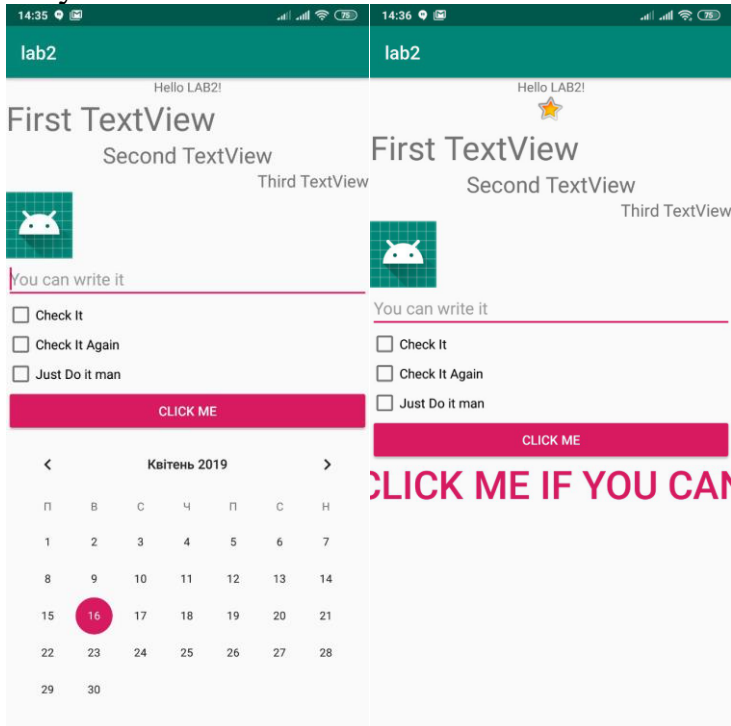 14:35
75
lab2
Hello LAB2!
First TextView
Second TextView
Third TextView
You can write it
Check It
Check It Again
Just Do it man
CLICK ME
Квітень 2019
П В С Ч П С Н
1 2 3 4 5 6 7
8 9 10 11 12 13 14
15 16 17 18 19 20 21
22 23 24 25 26 27 28
29 30
14:36
75
lab2
Hello LAB2!
First TextView
Second TextView
Third TextView
You can write it
Check It
Check It Again
Just Do it man
CLICK ME
CLICK ME IF YOU CAN